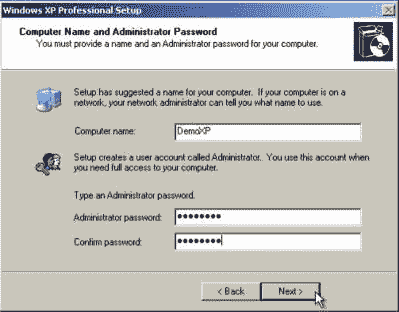 Windows XP Professional Setup
Computer Name and Administrator Password
You must provide a name and an Administrator password for your computer.
Setup has suggested a name for your computer. If your computer is on a
network, your network administrator can tell you what name to use.
Computer name: DemoXP
Setup creates a user account called Administrator. You use this account when
you need full access to your computer.
Type an Administrator password.
Administrator password: ●●●●●●●●
Confirm password: ●●●●●●●●
< Back Next >